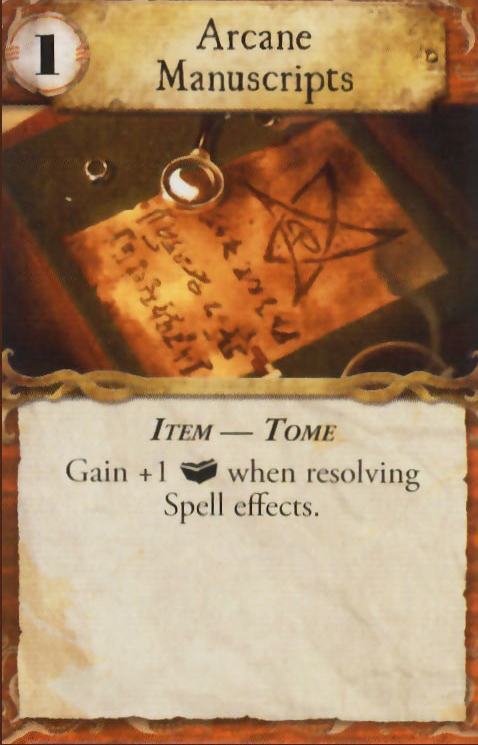 1
Arcane
Manuscripts
ITEM — TOME
Gain +1 when resolving
Spell effects.